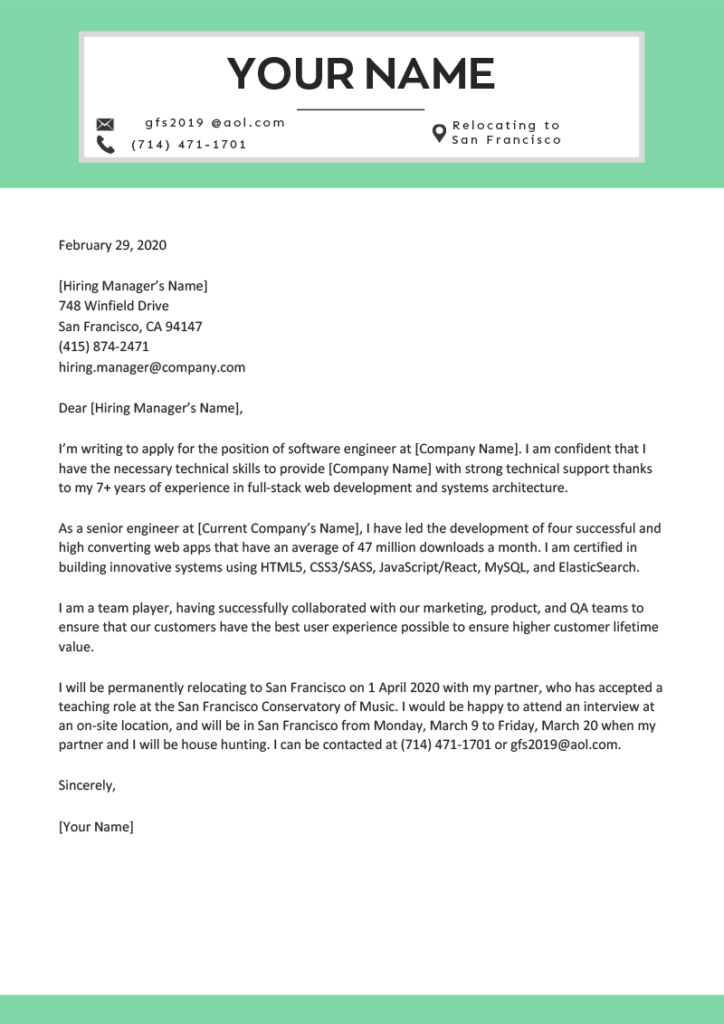 YOUR NAME
gfs2019 @aol.com
(714) 471-1701
Relocating to
San Francisco
February 29, 2020
[Hiring Manager’s Name]
748 Winfield Drive
San Francisco, CA 94147
(415) 874-2471
hiring.manager@company.com
Dear [Hiring Manager’s Name],
I’m writing to apply for the position of software engineer at [Company Name]. I am confident that I
have the necessary technical skills to provide [Company Name] with strong technical support thanks
to my 7+ years of experience in full-stack web development and systems architecture.
As a senior engineer at [Current Company’s Name], I have led the development of four successful and
high converting web apps that have an average of 47 million downloads a month. I am certified in
building innovative systems using HTML5, CSS3/SASS, JavaScript/React, MySQL, and ElasticSearch.
I am a team player, having successfully collaborated with our marketing, product, and QA teams to
ensure that our customers have the best user experience possible to ensure higher customer lifetime
value.
I will be permanently relocating to San Francisco on 1 April 2020 with my partner, who has accepted a
teaching role at the San Francisco Conservatory of Music. I would be happy to attend an interview at
an on-site location, and will be in San Francisco from Monday, March 9 to Friday, March 20 when my
partner and I will be house hunting. I can be contacted at (714) 471-1701 or gfs2019@aol.com.
Sincerely,
[Your Name]